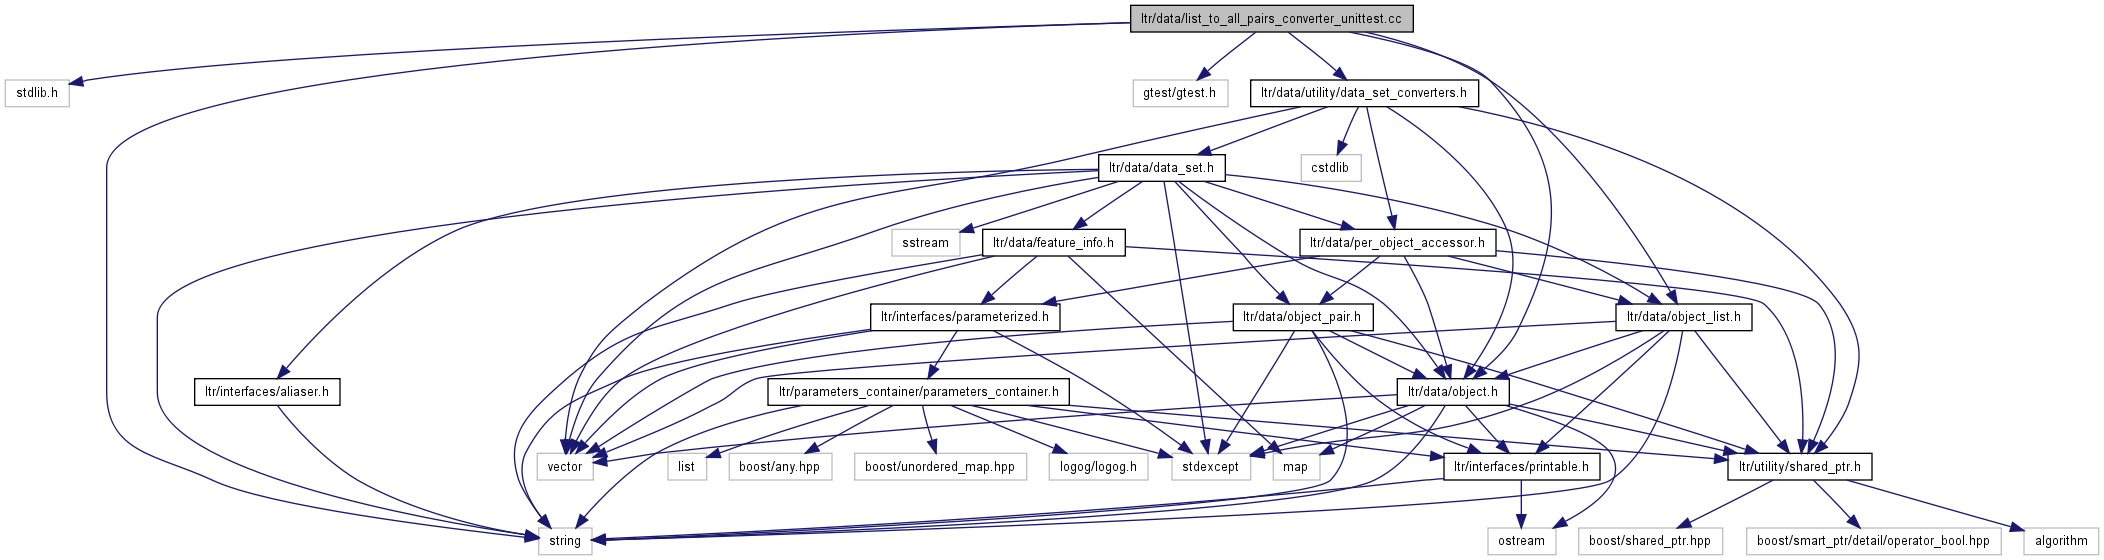 ltr/data/list_to_all_pairs_converter_unittest.cc
stdlib.h
gtest/gtest.h
ltr/data/utility/data_set_converters.h
ltr/data/data_set.h
cstdlib
sstream
ltr/data/feature_info.h
ltr/data/per_object_accessor.h
ltr/interfaces/parameterized.h
ltr/data/object_pair.h
ltr/data/object_list.h
ltr/interfaces/aliaser.h
ltr/parameters_container/parameters_container.h
ltr/data/object.h
vector
list
boost/any.hpp
boost/unordered_map.hpp
logog/logog.h
stdexcept
map
ltr/interfaces/printable.h
ltr/utility/shared_ptr.h
string
ostream
boost/shared_ptr.hpp
boost/smart_ptr/detail/operator_bool.hpp
algorithm